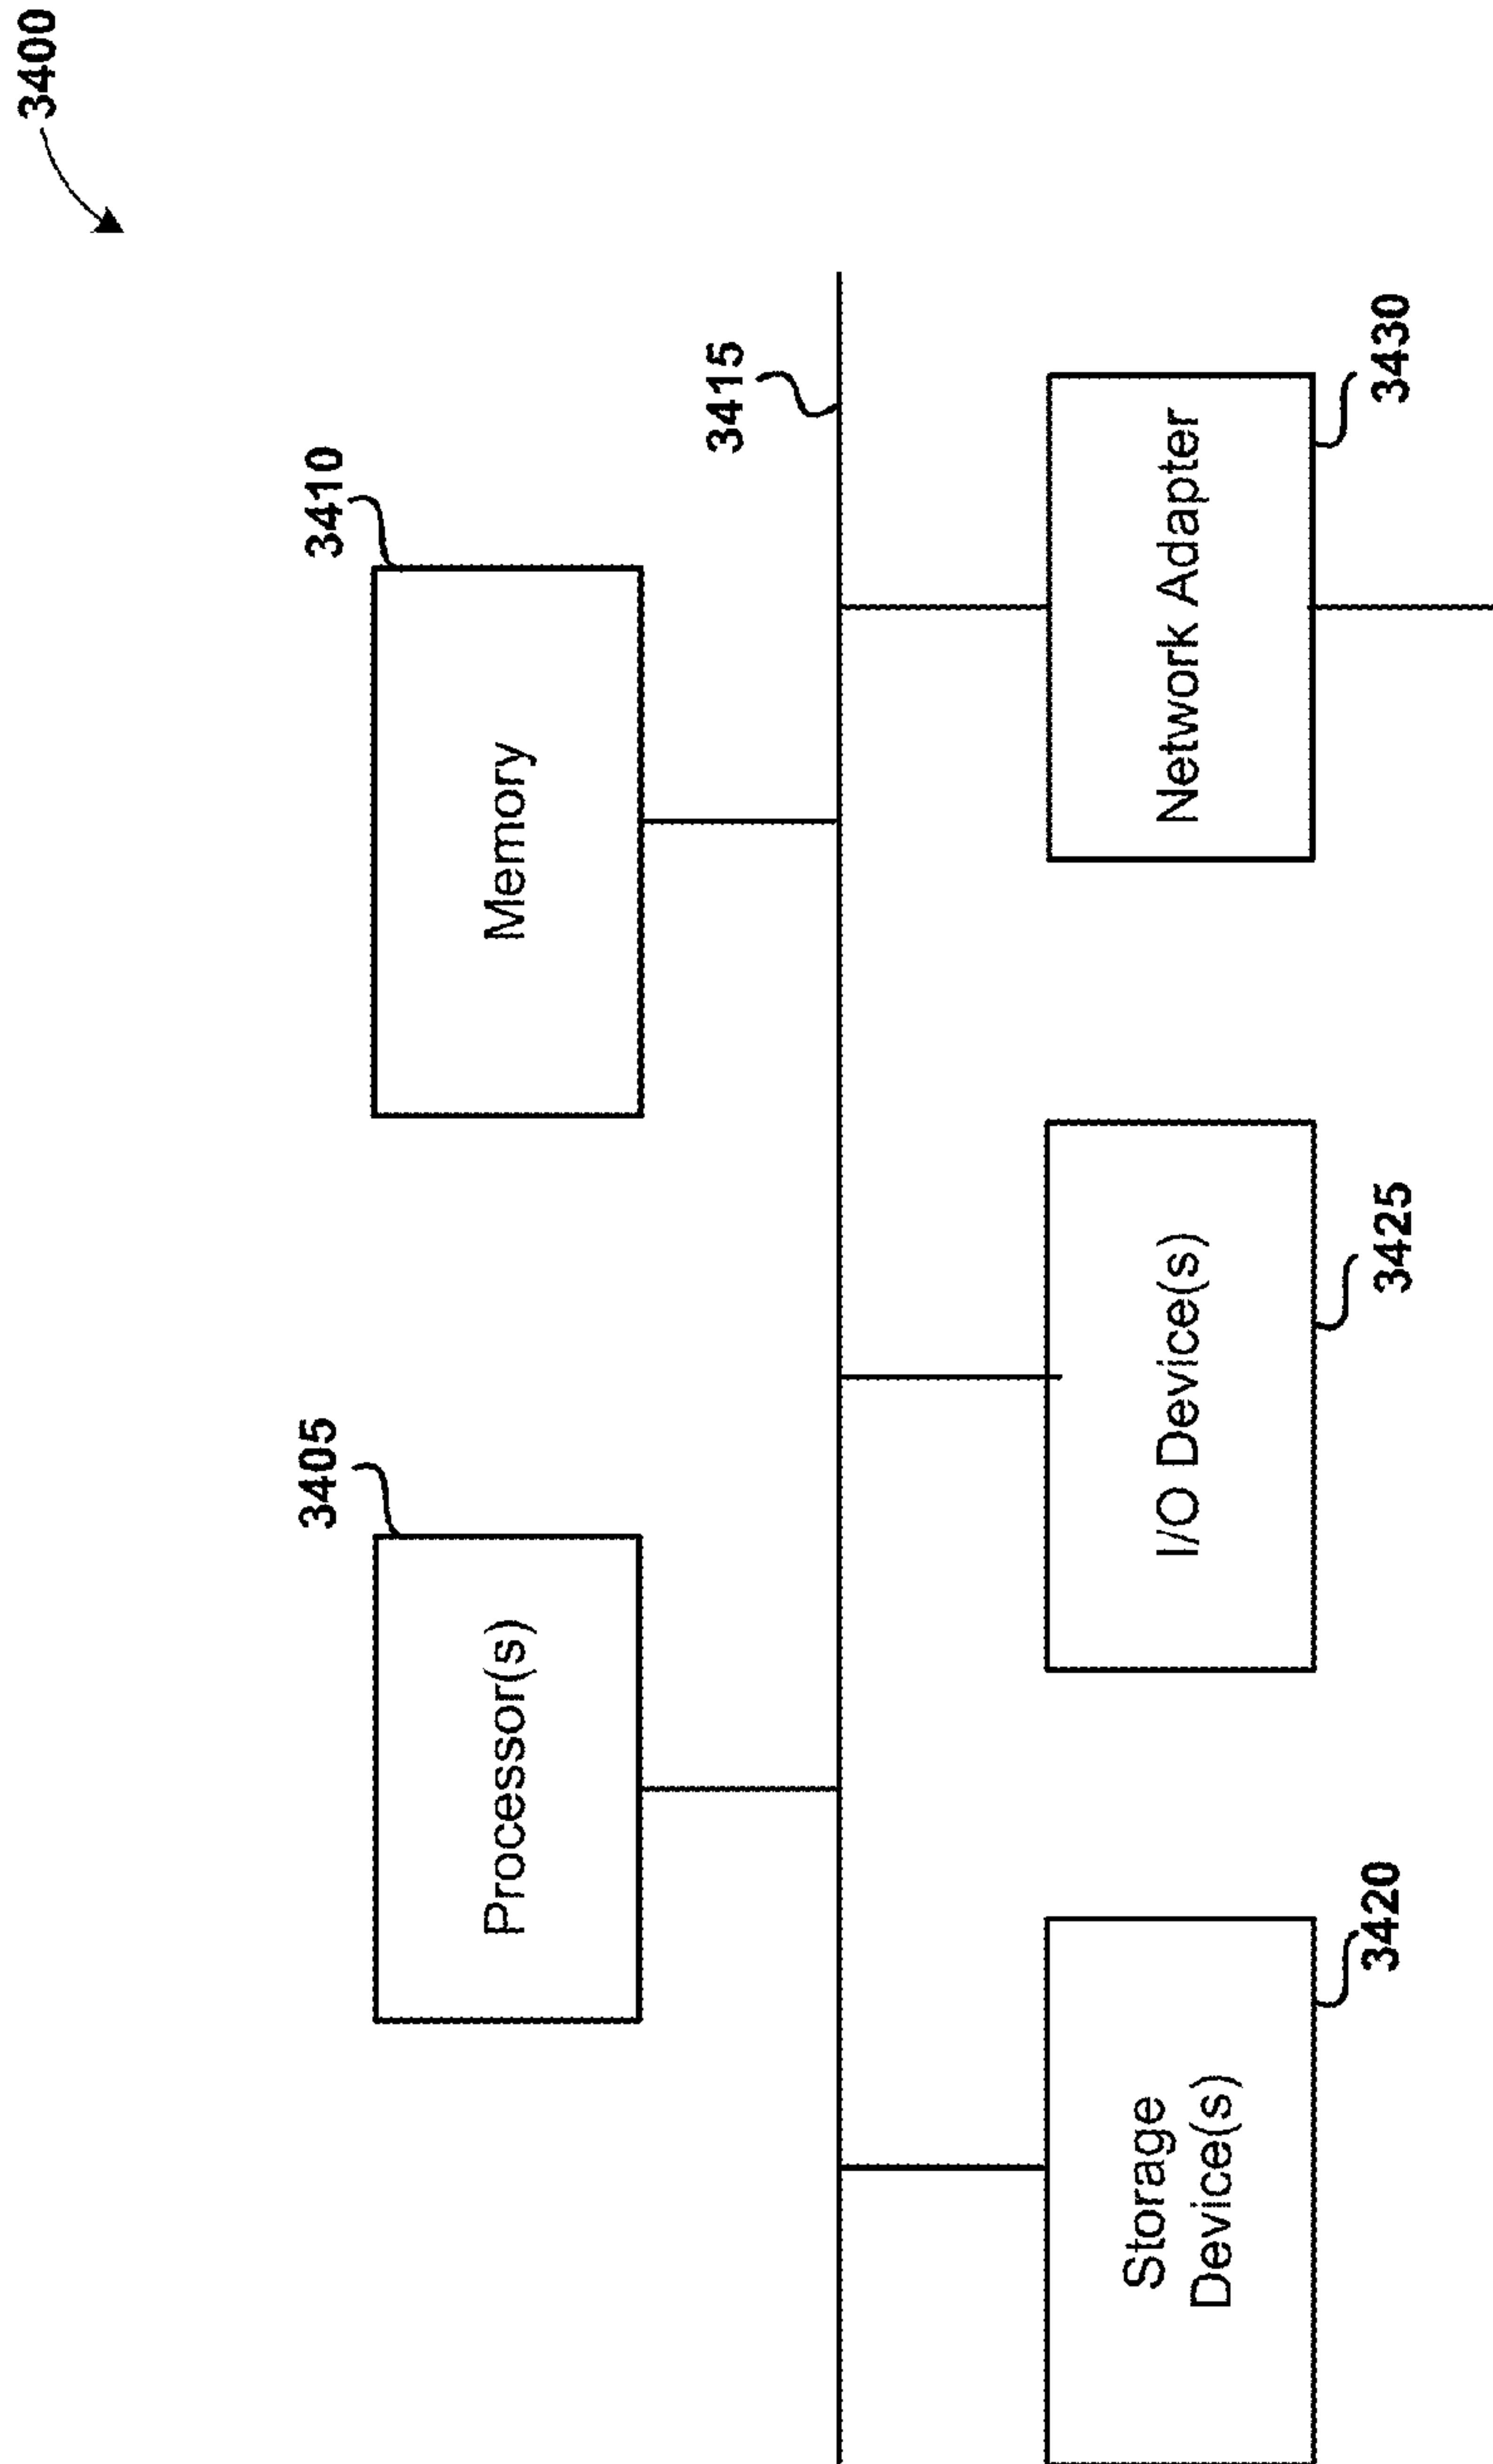 3400
3405
3410
Processor(s)
Memory
3415
Storage
Device(s)
I/O Device(s)
Network Adapter
3420
3425
3430